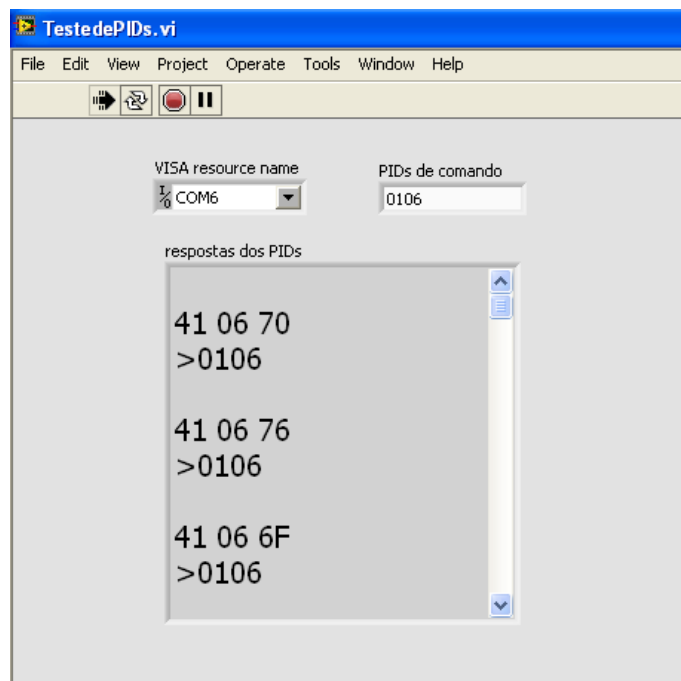 TestedePIDs.vi
File Edit View Project Operate Tools Window Help
VISA resource name
PIDs de comando
I/O COM6
0106
respostas dos PIDs
41 06 70
>0106
41 06 76
>0106
41 06 6F
>0106